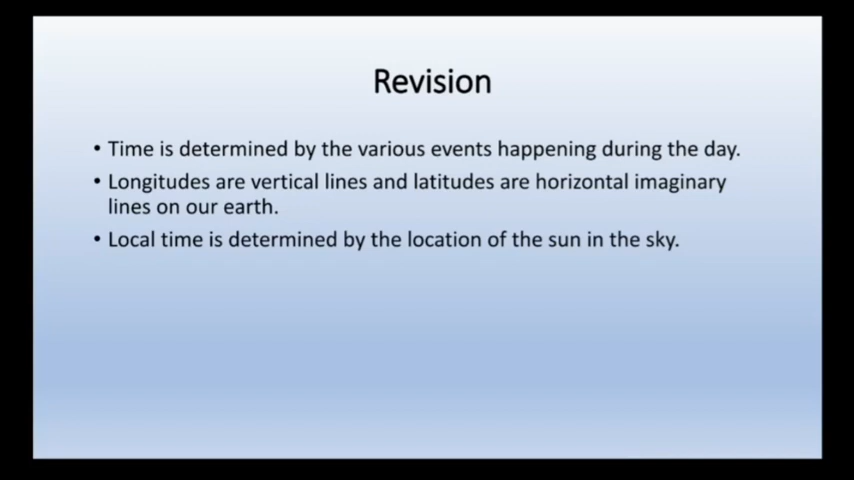 Revision
• Time is determined by the various events happening during the day.
• Longitudes are vertical lines and latitudes are horizontal imaginary
lines on our earth.
• Local time is determined by the location of the sun in the sky.